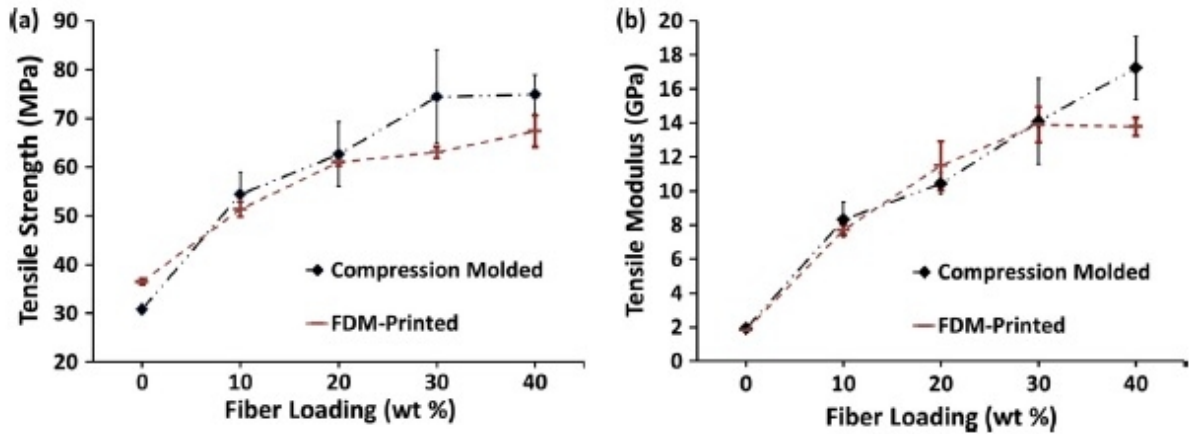 (a)
Tensile Strength (MPa)
90
80
70
60
50
40
30
20
Compression Molded
FDM-Printed
0 10 20 30 40
Fiber Loading (wt %)
(b)
Tensile Modulus (GPa)
20
18
16
14
12
10
8
6
4
2
0
Compression Molded
FDM-Printed
0 10 20 30 40
Fiber Loading (wt %)